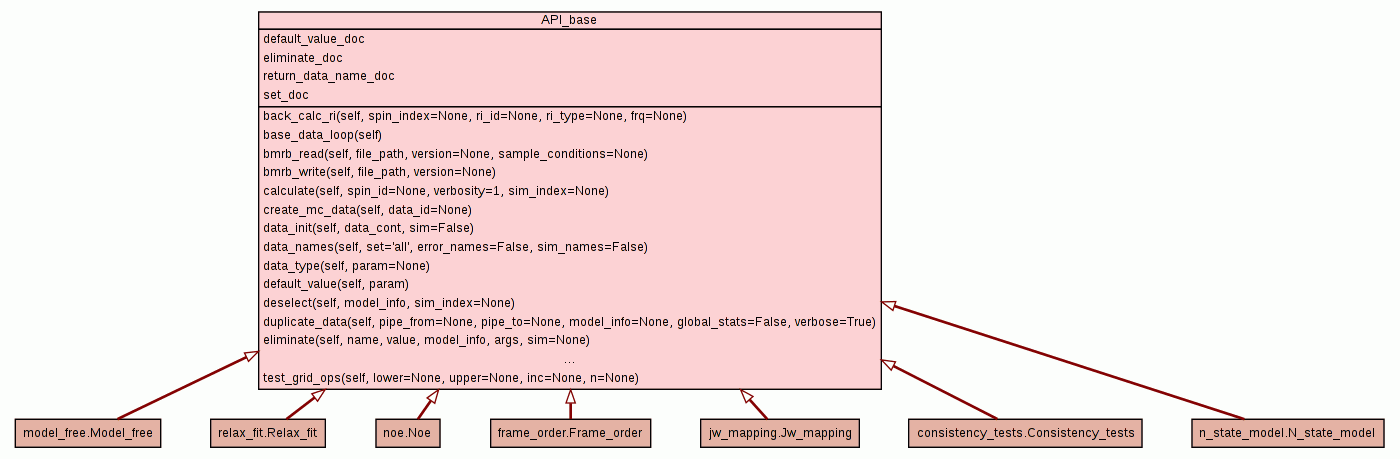 API_base
default_value_doc
eliminate_doc
return_data_name_doc
set_doc
back_calc_ri(self, spin_index=None, ri_id=None, ri_type=None, frq=None)
base_data_loop(self)
bmrb_read(self, file_path, version=None, sample_conditions=None)
bmrb_write(self, file_path, version=None)
calculate(self, spin_id=None, verbosity=1, sim_index=None)
create_mc_data(self, data_id=None)
data_init(self, data_cont, sim=False)
data_names(self, set='all', error_names=False, sim_names=False)
data_type(self, param=None)
default_value(self, param)
deselect(self, model_info, sim_index=None)
duplicate_data(self, pipe_from=None, pipe_to=None, model_info=None, global_stats=False, verbose=True)
eliminate(self, name, value, model_info, args, sim=None)
...
test_grid_ops(self, lower=None, upper=None, inc=None, n=None)
model_free.Model_free
relax_fit.Relax_fit
noe.Noe
frame_order.Frame_order
jw_mapping.Jw_mapping
consistency_tests.Consistency_tests
n_state_model.N_state_model